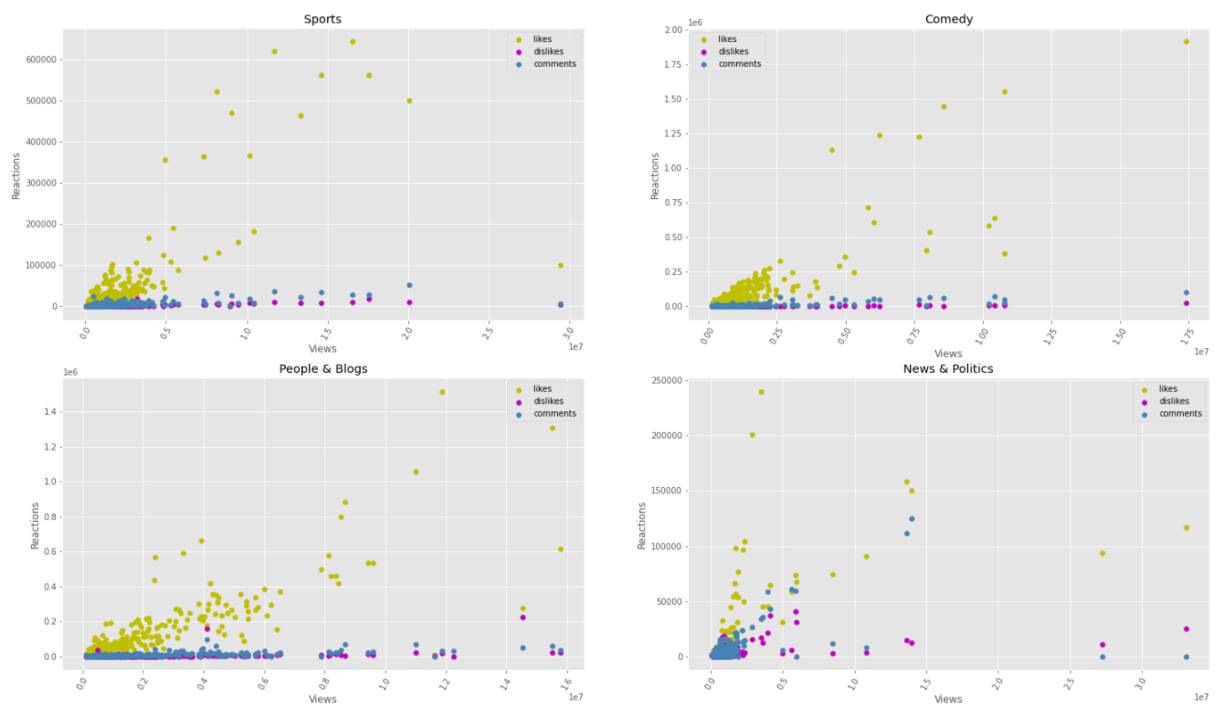 Sports
600000
500000
400000
300000
200000
100000
0
Reactions
likes
dislikes
comments
0.0
0.5
1.0
1.5
2.0
2.5
3.0
1e7
Views
Comedy
1e6
2.00
1.75
1.50
1.25
1.00
0.75
0.50
0.25
0.00
Reactions
likes
dislikes
comments
0.00
0.25
0.50
0.75
1.00
1.25
1.50
1.75
1e7
Views
People & Blogs
1e6
1.4
1.2
1.0
0.8
0.6
0.4
0.2
0.0
Reactions
likes
dislikes
comments
0.0
0.2
0.4
0.6
0.8
1.0
1.2
1.4
1.6
1e7
Views
News & Politics
250000
200000
150000
100000
50000
0
Reactions
likes
dislikes
comments
0.0
0.5
1.0
1.5
2.0
2.5
3.0
1e7
Views